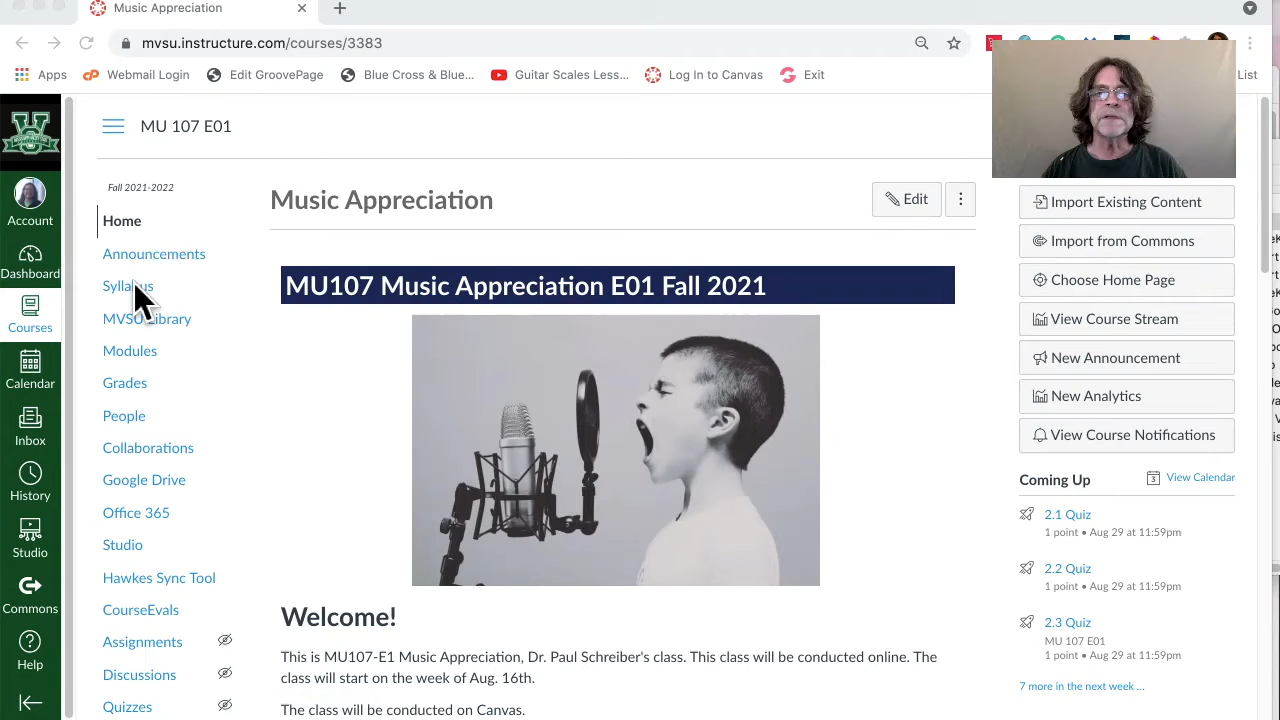 Music Appreciation
mvsu.instructure.com/courses/3383
Apps
Webmail Login
Edit GroovePage
Blue Cross & Blue...
Guitar Scales Less...
Log In to Canvas
Exit
List
MU 107 E01
Fall 2021-2022
Home
Announcements
Syllabus
MVSU Library
Modules
Grades
People
Collaborations
Google Drive
Office 365
Studio
Hawkes Sync Tool
CourseEvals
Assignments
Discussions
Quizzes
Account
Dashboard
Courses
Calendar
Inbox
History
Studio
Commons
Help
Music Appreciation
Edit
MU107 Music Appreciation E01 Fall 2021
Welcome!
This is MU107-E1 Music Appreciation, Dr. Paul Schreiber's class. This class will be conducted online. The
class will start on the week of Aug. 16th.
The class will be conducted on Canvas.
Import Existing Content
Import from Commons
Choose Home Page
View Course Stream
New Announcement
New Analytics
View Course Notifications
Coming Up
3
View Calendar
2.1 Quiz
1 point • Aug 29 at 11:59pm
2.2 Quiz
1 point • Aug 29 at 11:59pm
2.3 Quiz
MU 107 E01
1 point • Aug 29 at 11:59pm
7 more in the next week ...